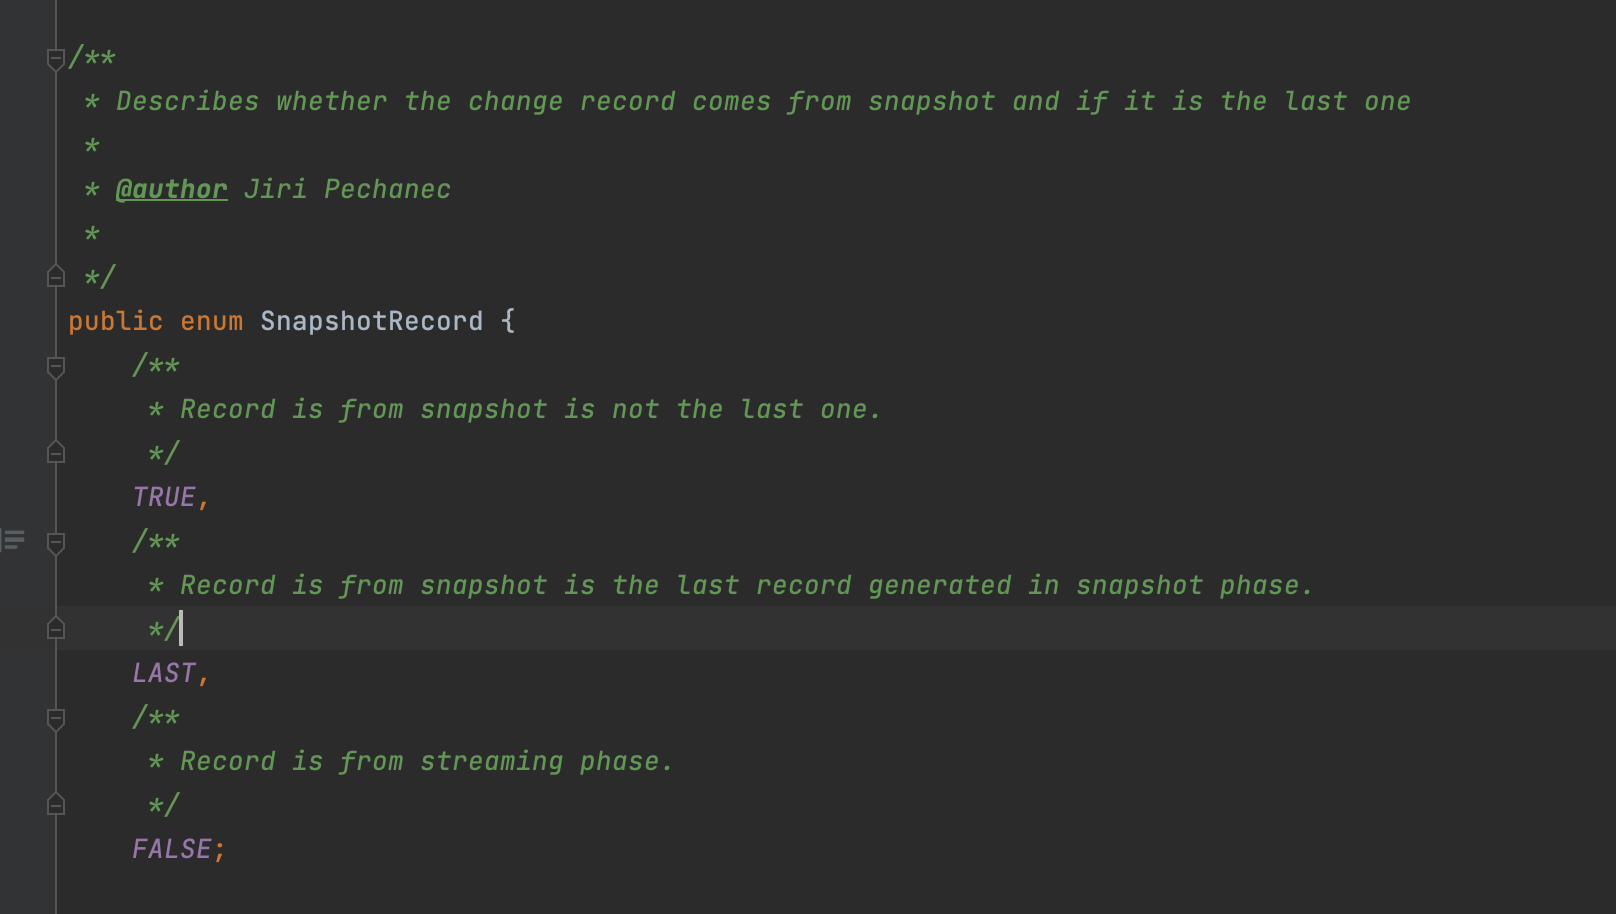 /**
 * Describes whether the change record comes from snapshot and if it is the last one
 *
 * @author Jiri Pechanec
 *
 */
public enum SnapshotRecord {
    /**
     * Record is from snapshot is not the last one.
     */
    TRUE,
    /**
     * Record is from snapshot is the last record generated in snapshot phase.
     */
    LAST,
    /**
     * Record is from streaming phase.
     */
    FALSE;